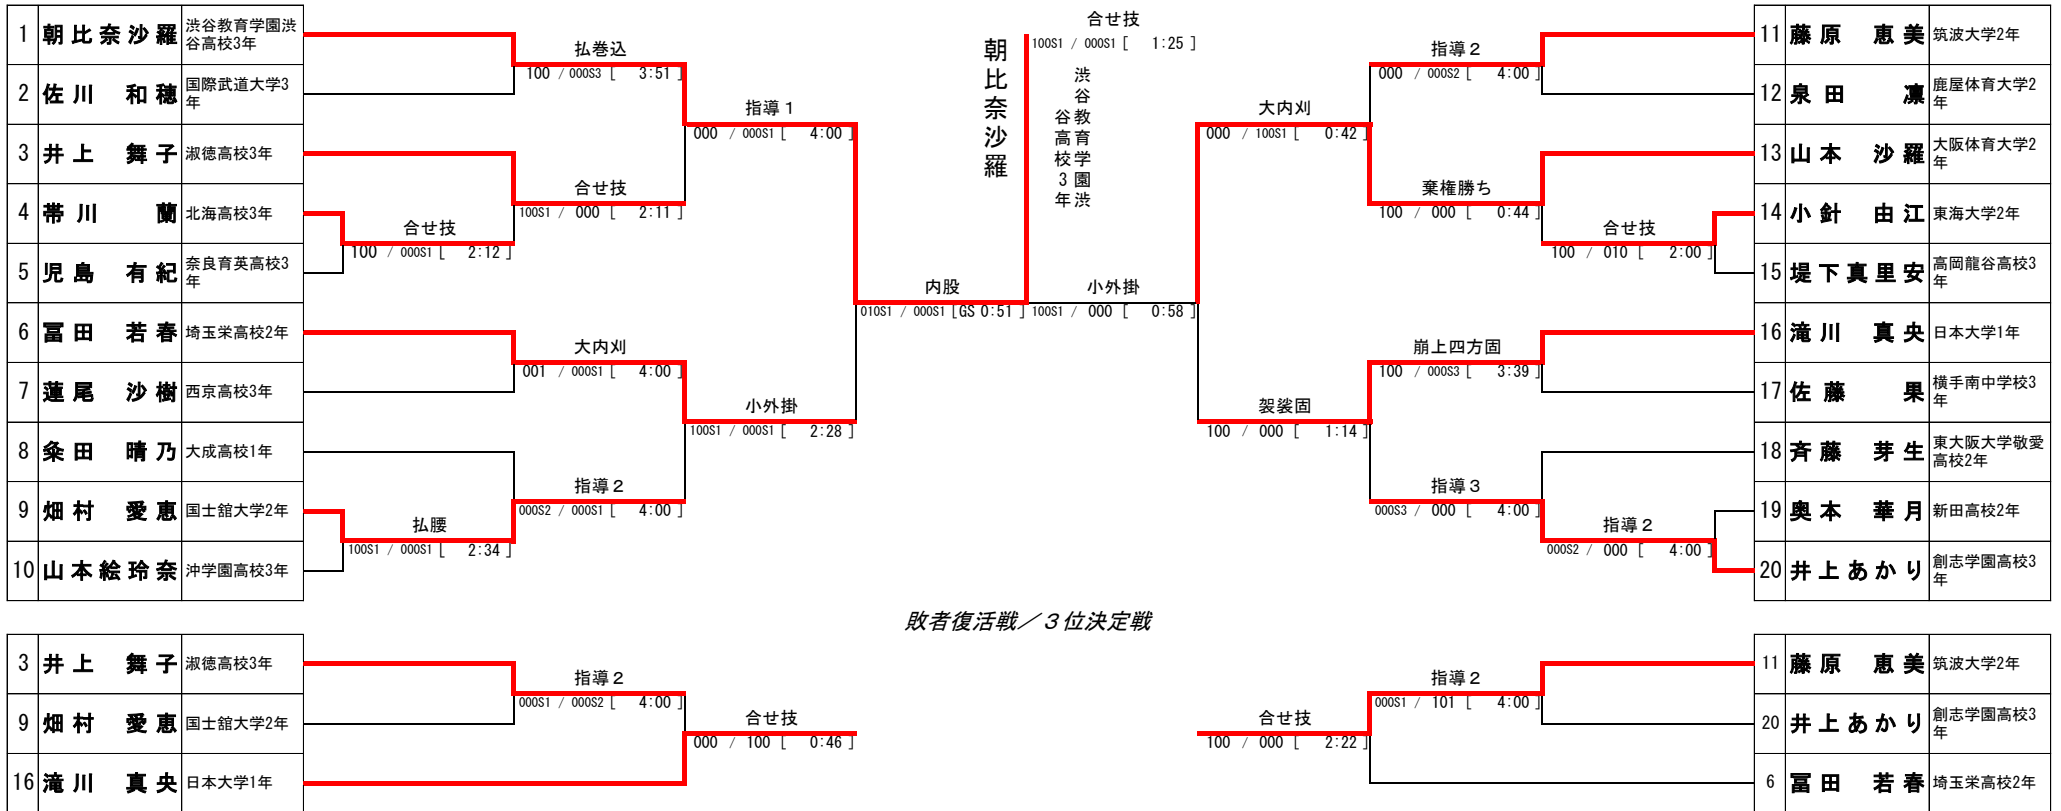 1 朝比奈沙羅 渋谷教育学園渋
谷高校3年
2 佐川 和穂 国際武道大学3
年
3 井上 舞子 淑徳高校3年
4 帯川 蘭 北海高校3年
5 児島 有紀 奈良育英高校3
年
6 冨田 若春 埼玉栄高校2年
7 蓮尾 沙樹 西京高校3年
8 粂田 晴乃 大成高校1年
9 畑村 愛恵 国士舘大学2年
10 山本絵玲奈 沖学園高校3年
払巻込
100 / 000S3 [ 3:51 ]
合せ技
100S1 / 000 [ 2:11 ]
合せ技
100 / 000S1 [ 2:12 ]
大内刈
001 / 000S1 [ 4:00 ]
指導2
000S2 / 000S1 [ 4:00 ]
払腰
100S1 / 000S1 [ 2:34 ]
指導1
000 / 000S1 [ 4:00 ]
小外掛
100S1 / 000S1 [ 2:28 ]
内股
010S1 / 000S1 [GS 0:51 ]
朝比奈沙羅
合せ技
100S1 / 000S1 [ 1:25 ]
渋谷教育学園渋
谷高校3年
小外掛
100S1 / 000 [ 0:58 ]
大内刈
000 / 100S1 [ 0:42 ]
袈裟固
100 / 000 [ 1:14 ]
指導2
000 / 000S2 [ 4:00 ]
棄権勝ち
100 / 000 [ 0:44 ]
合せ技
100 / 010 [ 2:00 ]
崩上四方固
100 / 000S3 [ 3:39 ]
指導3
000S3 / 000 [ 4:00 ]
指導2
000S2 / 000 [ 4:00 ]
11 藤原 恵美 筑波大学2年
12 泉田 凛 鹿屋体育大学2
年
13 山本 沙羅 大阪体育大学2
年
14 小針 由江 東海大学2年
15 堤下真里安 高岡龍谷高校3
年
16 滝川 真央 日本大学1年
17 佐藤 果 横手南中学校3
年
18 斉藤 芽生 東大阪大学敬愛
高校2年
19 奥本 華月 新田高校2年
20 井上あかり 創志学園高校3
年
敗者復活戦／3位決定戦
3 井上 舞子 淑徳高校3年
9 畑村 愛恵 国士舘大学2年
16 滝川 真央 日本大学1年
指導2
000S1 / 000S2 [ 4:00 ]
合せ技
000 / 100 [ 0:46 ]
合せ技
100 / 000 [ 2:22 ]
指導2
000S1 / 101 [ 4:00 ]
11 藤原 恵美 筑波大学2年
20 井上あかり 創志学園高校3
年
6 冨田 若春 埼玉栄高校2年